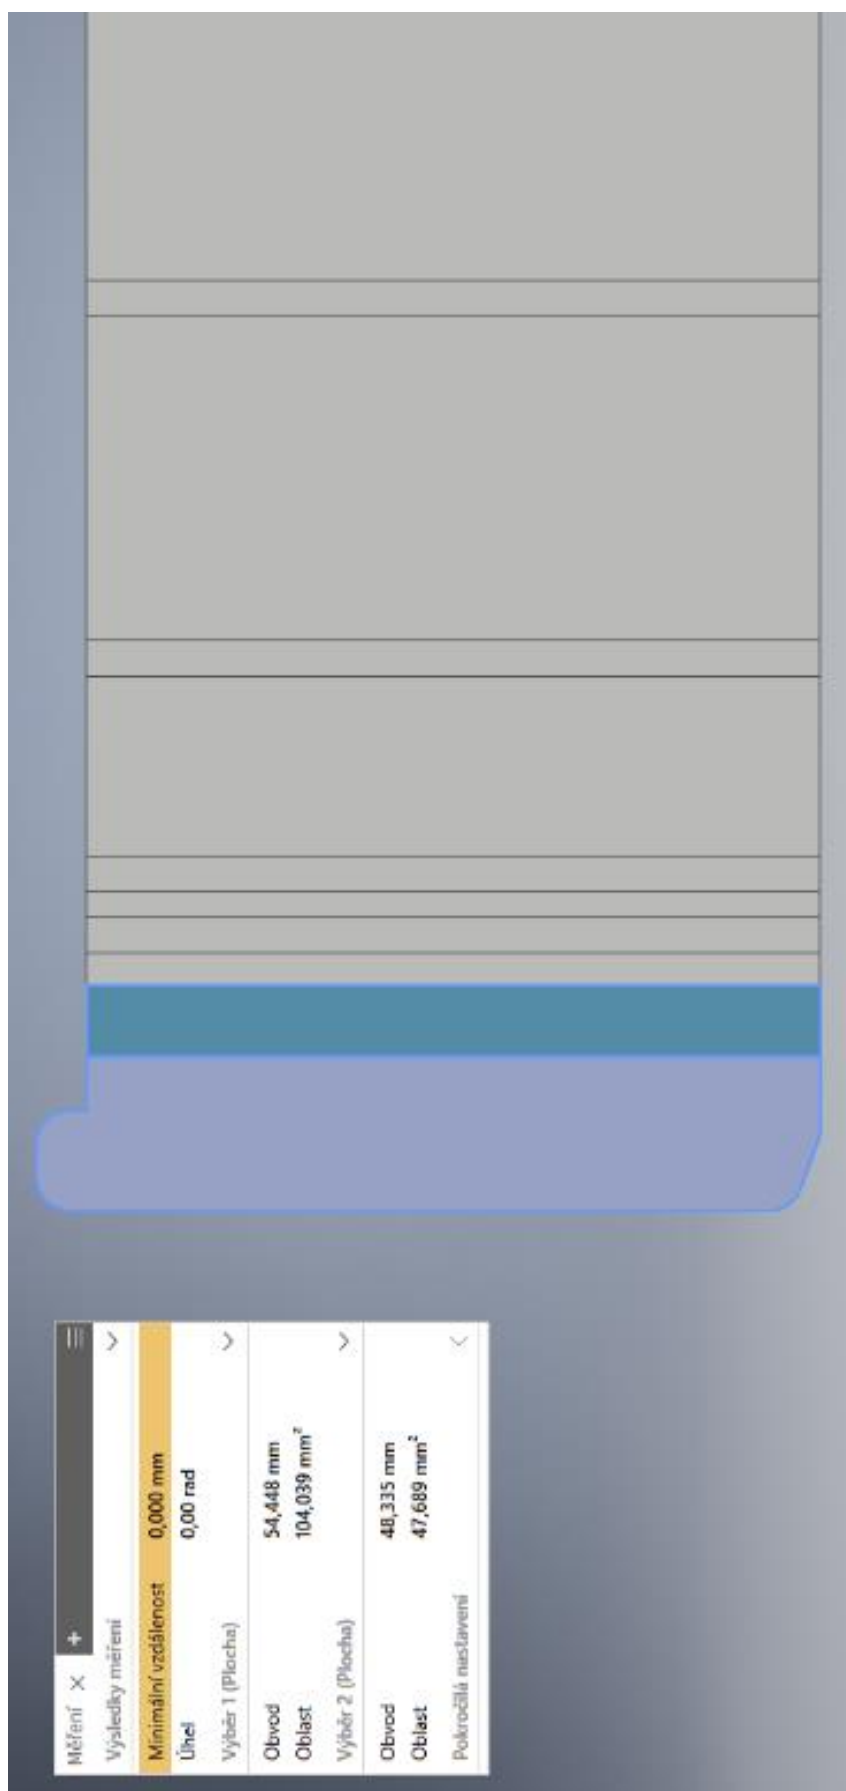 Měření × +
Výsledky měření
Minimální vzdálenost 0,000 mm
Úhel 0,00 rad
Výběr 1 (Plocha)
Obvod 54,448 mm
Oblast 104,039 mm²
Výběr 2 (Plocha)
Obvod 48,335 mm
Oblast 47,689 mm²
Pokročilá nastavení